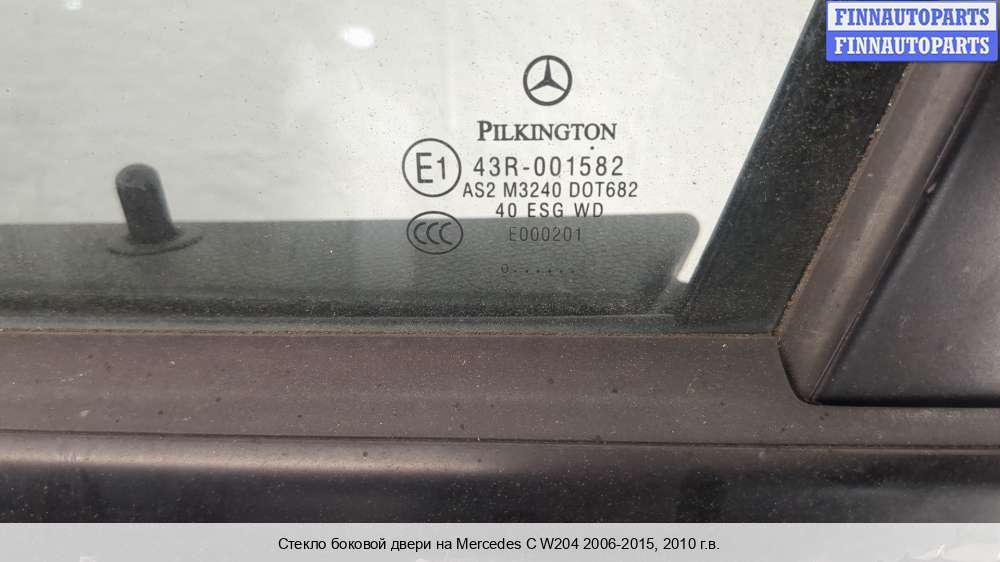 FINNAUTOPARTS
FINNAUTOPARTS
PILKINGTON
E1
43R-001582
AS2 M3240 DOT682
40 ESG WD
CCC
E000201
0......
Стекло боковой двери на Mercedes C W204 2006-2015, 2010 г.в.